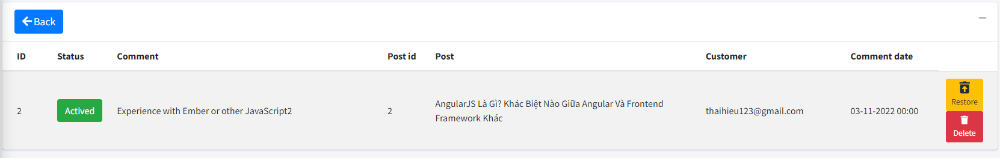 Back
ID Status Comment Post id Post Customer Comment date
2 Actived Experience with Ember or other JavaScript2 2 AngularJS Là Gì? Khác Biệt Nào Giữa Angular Và Frontend
Framework Khác thaihieu123@gmail.com 03-11-2022 00:00
Restore
Delete